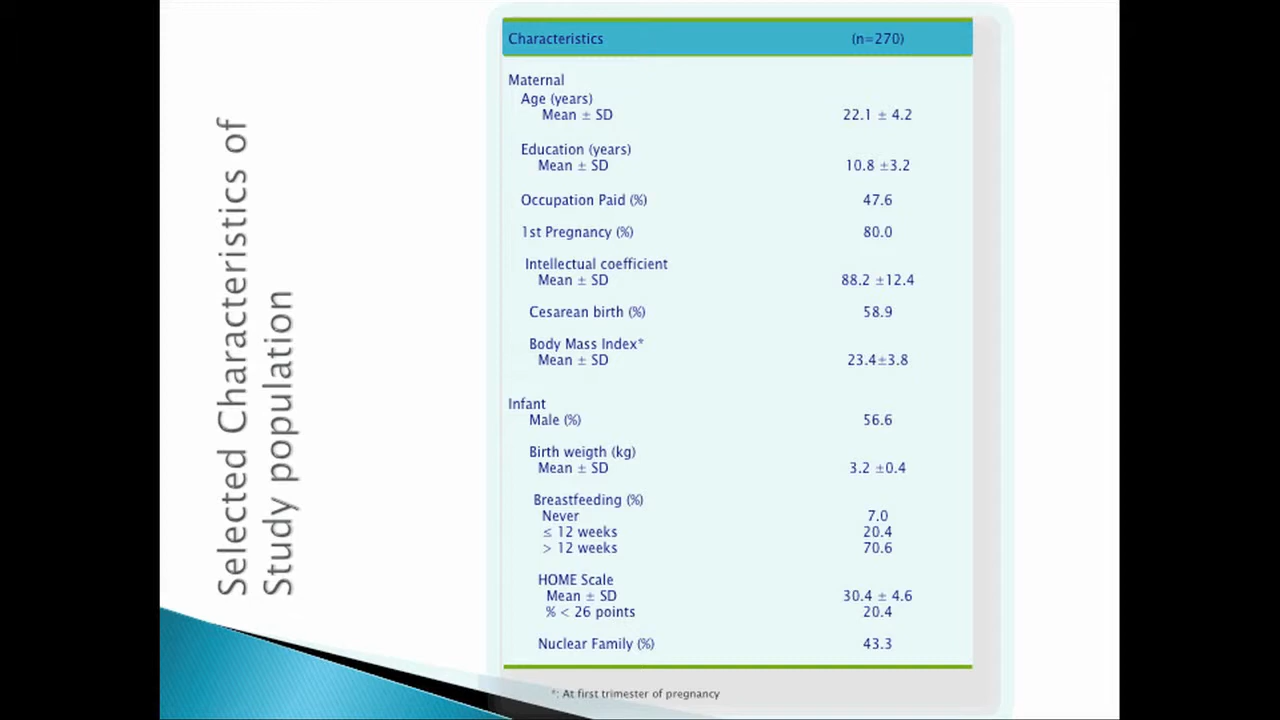 Selected Characteristics of
Study population
Characteristics (n=270)
Maternal
Age (years)
Mean ± SD 22.1 ± 4.2
Education (years)
Mean ± SD 10.8 ±3.2
Occupation Paid (%) 47.6
1st Pregnancy (%) 80.0
Intellectual coefficient
Mean ± SD 88.2 ±12.4
Cesarean birth (%) 58.9
Body Mass Index*
Mean ± SD 23.4±3.8
Infant
Male (%) 56.6
Birth weigth (kg)
Mean ± SD 3.2 ±0.4
Breastfeeding (%)
Never 7.0
≤ 12 weeks 20.4
> 12 weeks 70.6
HOME Scale
Mean ± SD 30.4 ± 4.6
% < 26 points 20.4
Nuclear Family (%) 43.3
*: At first trimester of pregnancy